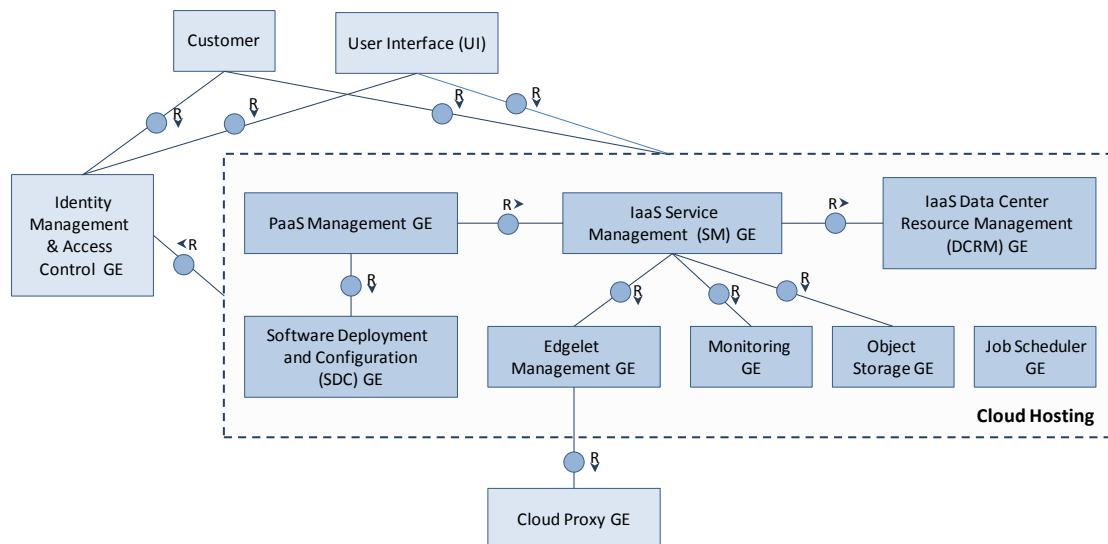 Customer
User Interface (UI)
R
R
R
R
Identity
Management
& Access
Control GE
R
PaaS Management GE
R
IaaS Service
Management (SM) GE
R
IaaS Data Center
Resource Management
(DCRM) GE
R
R
R
R
Software Deployment
and Configuration
(SDC) GE
Edgelet
Management GE
Monitoring
GE
Object
Storage GE
Job Scheduler
GE
Cloud Hosting
R
Cloud Proxy GE